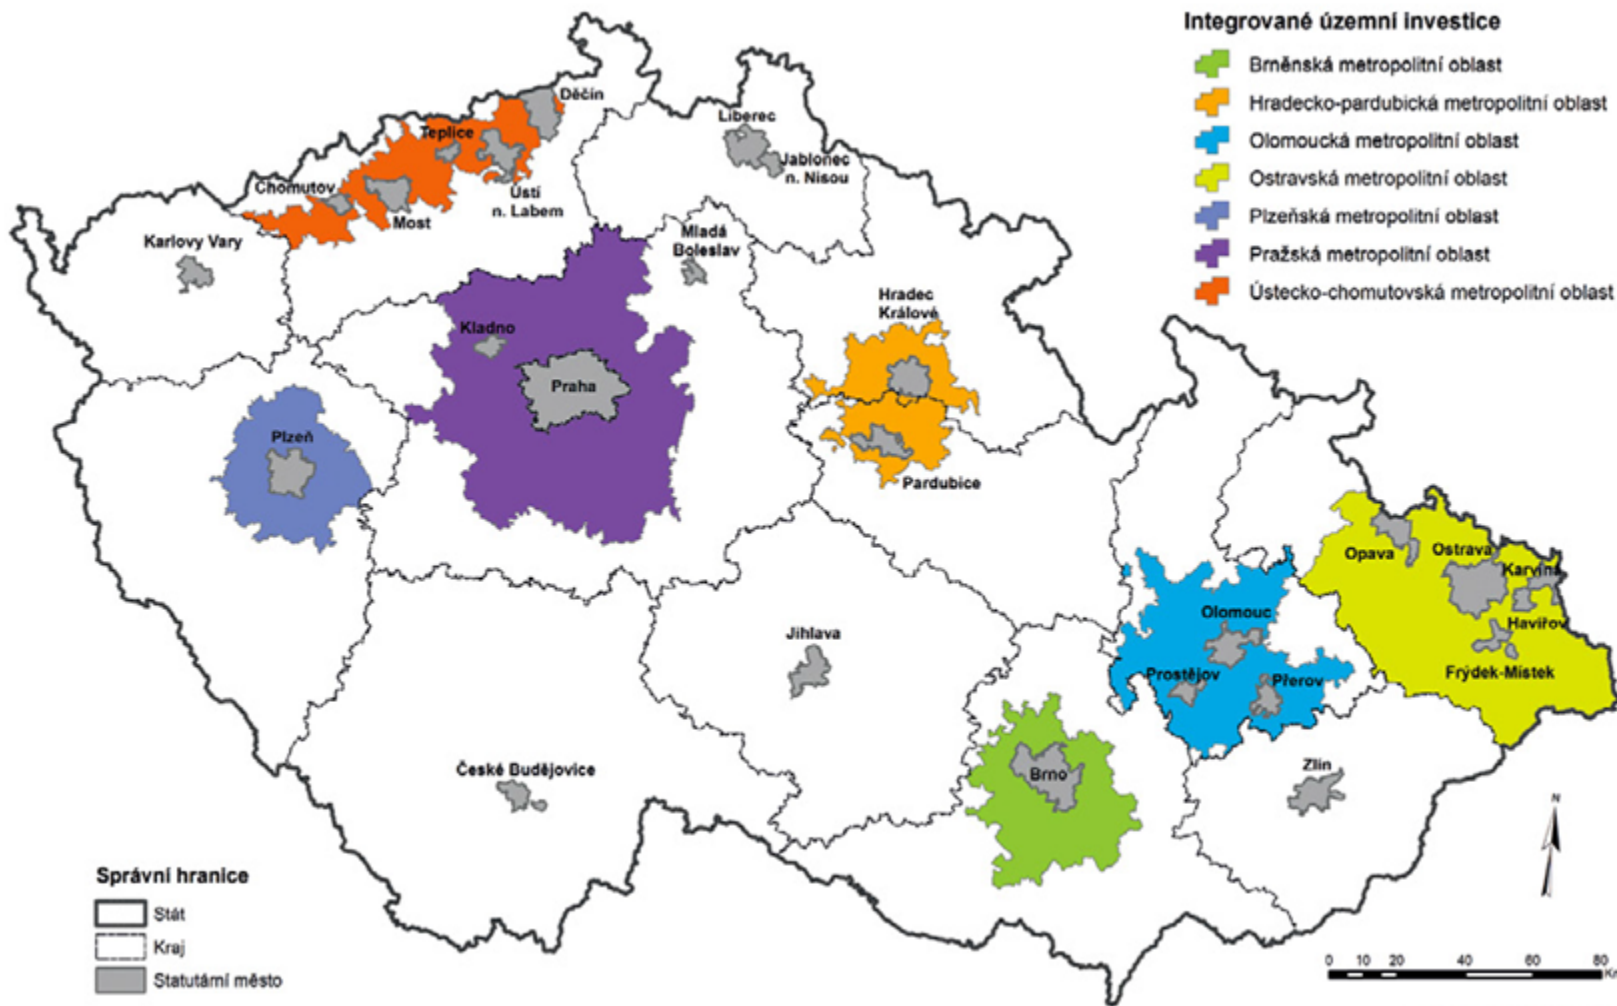 Integrované územní investice
Brněnská metropolitní oblast
Hradecko-pardubická metropolitní oblast
Olomoucká metropolitní oblast
Ostravská metropolitní oblast
Plzeňská metropolitní oblast
Pražská metropolitní oblast
Ústecko-chomutovská metropolitní oblast
Děčín
Teplice
Liberec
Jablonec
n. Nisou
Chomutov
Ústí
n. Labem
Most
Karlovy Vary
Mladá
Boleslav
Hradec
Králové
Kladno
Praha
Plzeň
Pardubice
Opava
Ostrava
Karviná
Havířov
Frýdek-Místek
Olomouc
Prostějov
Přerov
Jihlava
Brno
Zlín
České Budějovice
N
Správní hranice
Stát
Kraj
Statutární město
0 10 20 40 60 80
Km